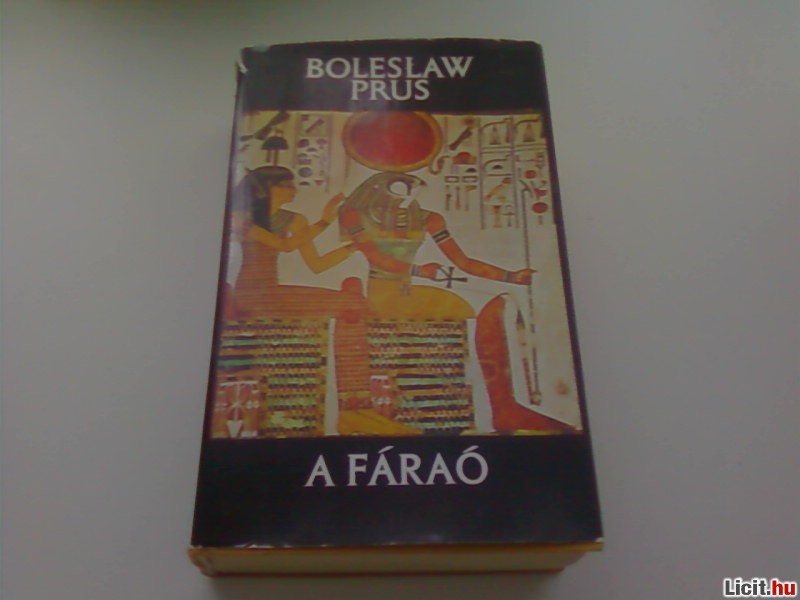 BOLESLAW
PRUS
A FÁRAÓ
Licit.hu